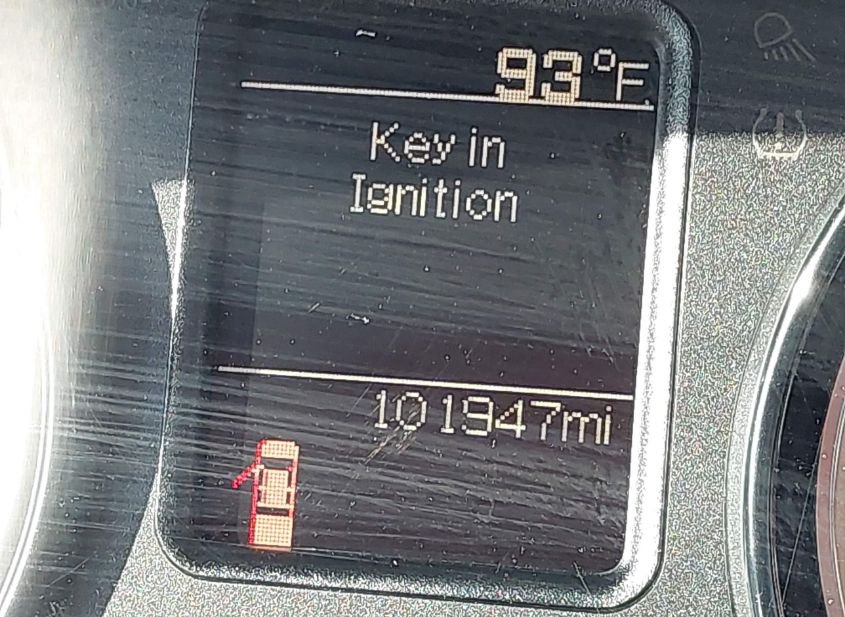 93°F
Key in
Ignition
101947mi